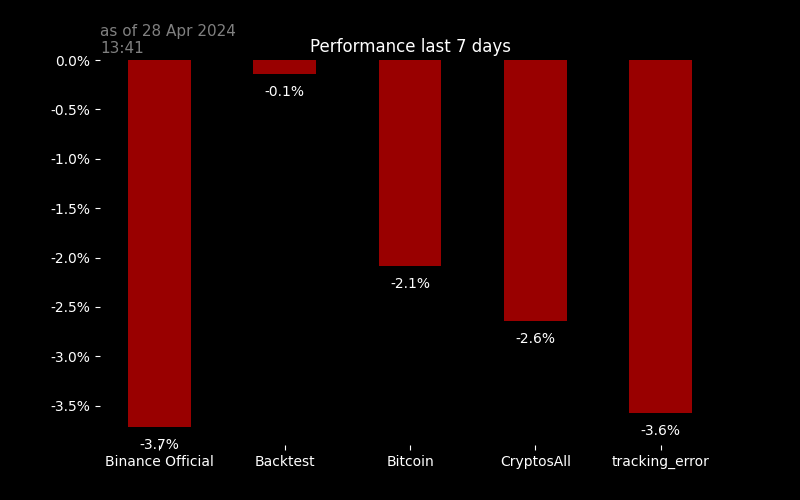 as of 28 Apr 2024
13:41
Performance last 7 days
0.0%
-0.5%
-1.0%
-1.5%
-2.0%
-2.5%
-3.0%
-3.5%
-0.1%
-2.1%
-2.6%
-3.6%
-3.7%
Binance Official
Backtest
Bitcoin
CryptosAll
tracking_error